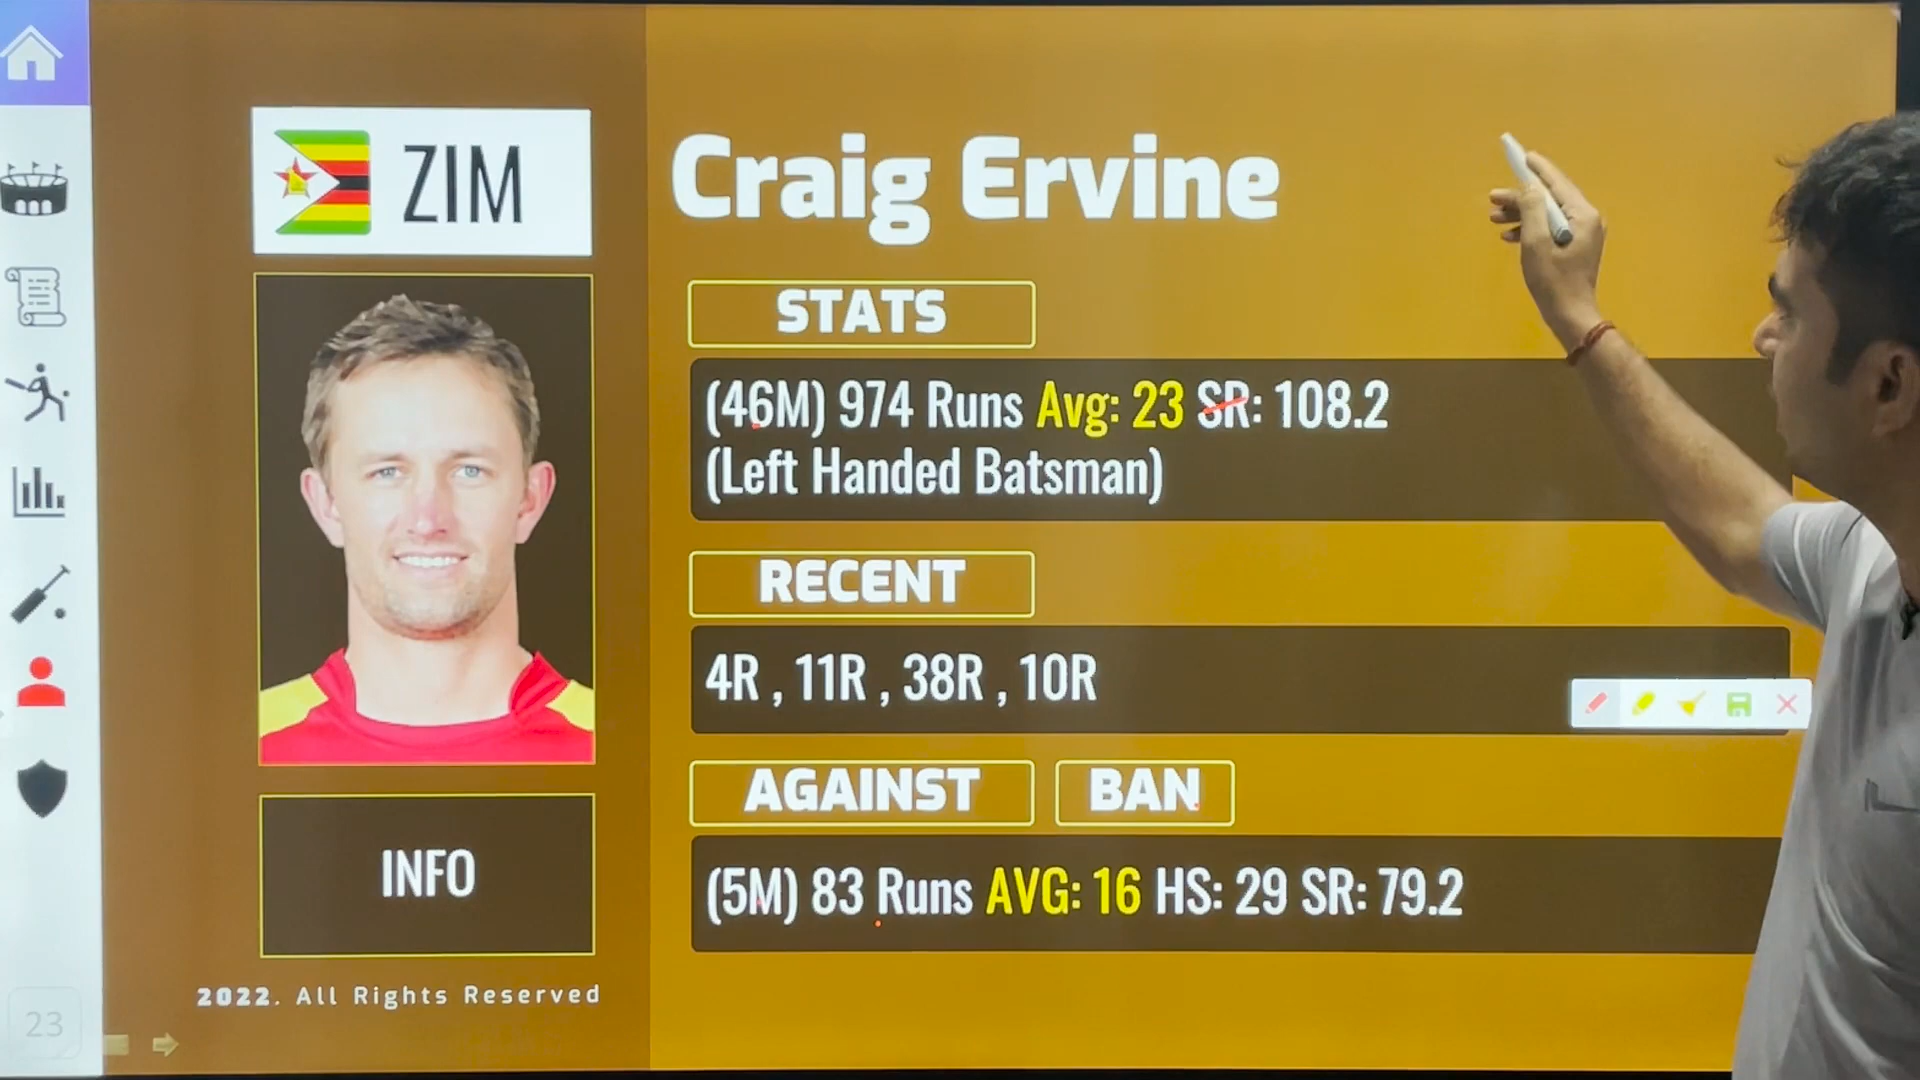 ZIM
Craig Ervine
STATS
(46M) 974 Runs Avg: 23 SR: 108.2
(Left Handed Batsman)
RECENT
4R , 11R , 38R , 10R
AGAINST BAN
(5M) 83 Runs AVG: 16 HS: 29 SR: 79.2
INFO
2022. All Rights Reserved
23